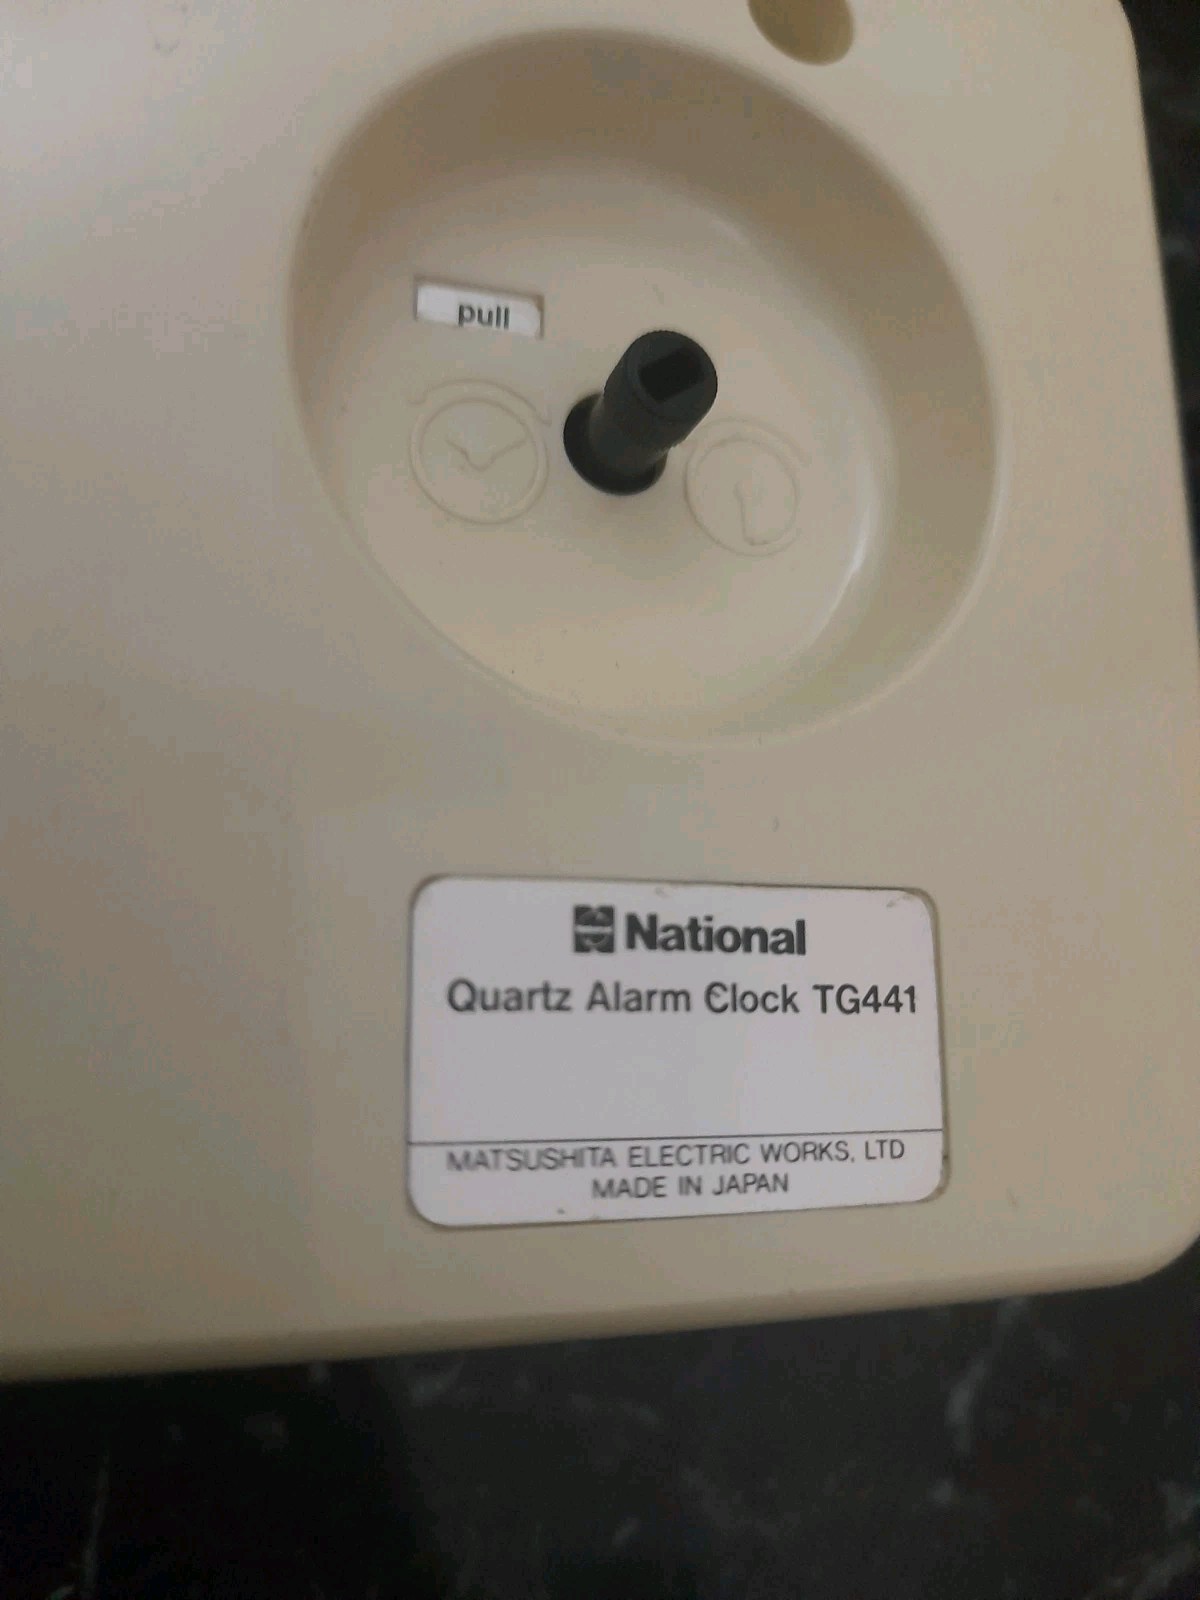 pull
National
Quartz Alarm Clock TG441
MATSUSHITA ELECTRIC WORKS, LTD
MADE IN JAPAN